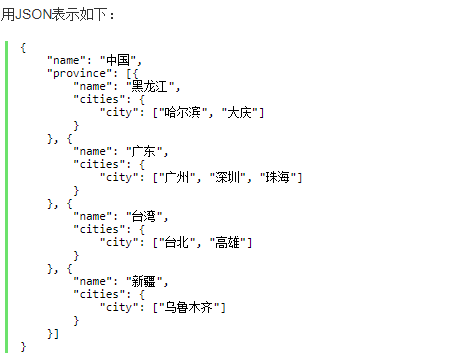 用JSON表示如下：
{
    "name": "中国",
    "province": [{
        "name": "黑龙江",
        "cities": {
            "city": ["哈尔滨", "大庆"]
        }
    }, {
        "name": "广东",
        "cities": {
            "city": ["广州", "深圳", "珠海"]
        }
    }, {
        "name": "台湾",
        "cities": {
            "city": ["台北", "高雄"]
        }
    }, {
        "name": "新疆",
        "cities": {
            "city": ["乌鲁木齐"]
        }
    }]
}